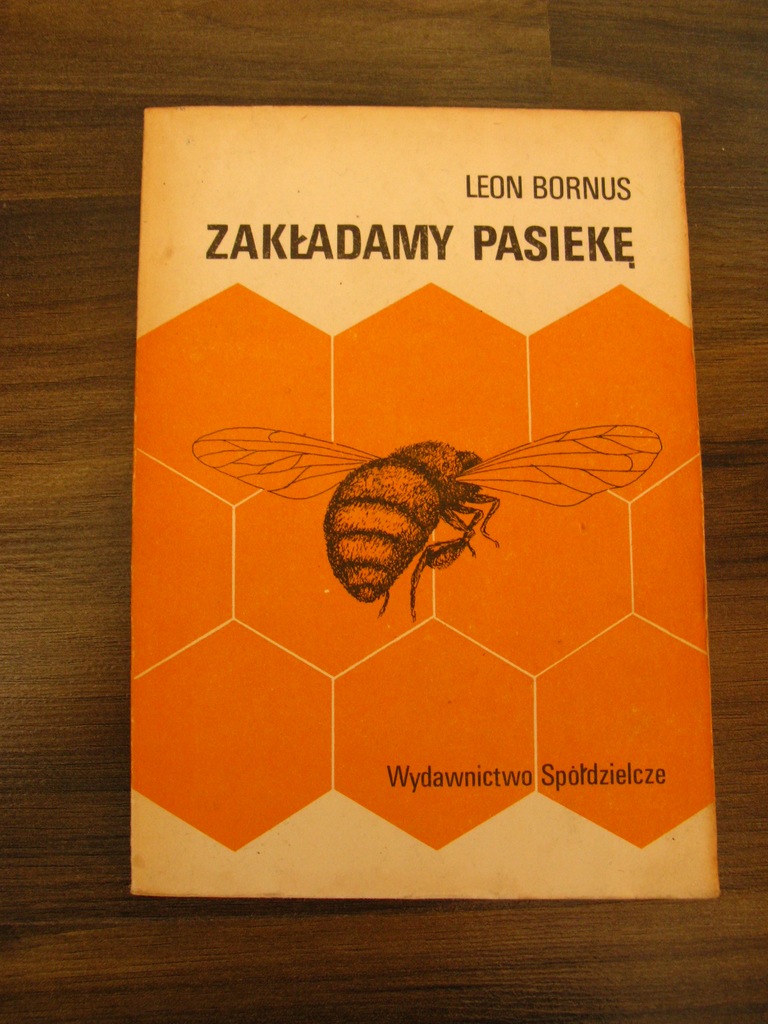 LEON BORNUS
ZAKŁADAMY PASIEKĘ
Wydawnictwo Spółdzielcze